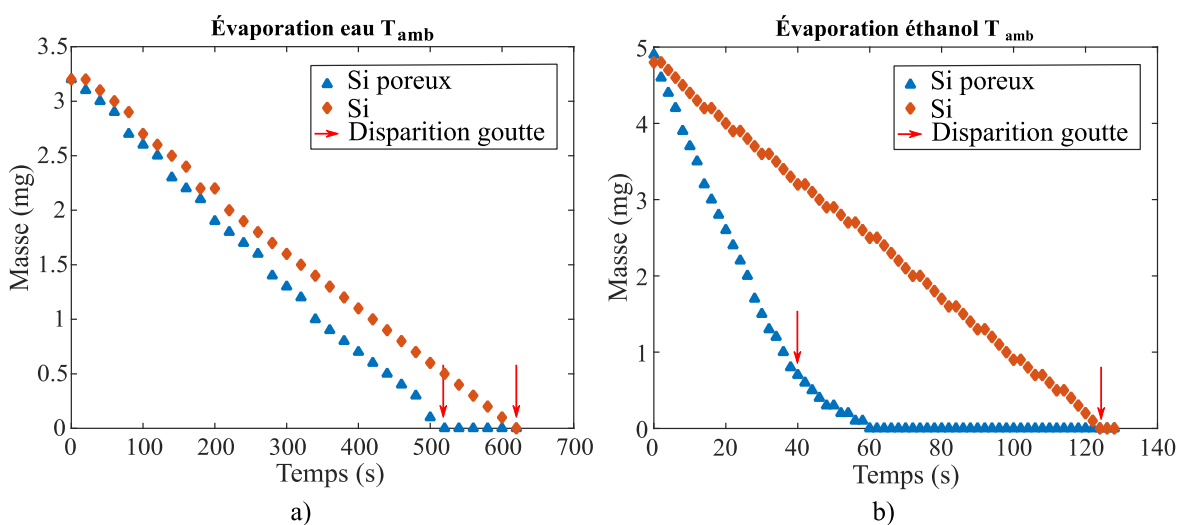 Évaporation eau T amb
Si poreux
Si
Disparition goutte
Masse (mg)
3.5
3
2.5
2
1.5
1
0.5
0
0 100 200 300 400 500 600 700
Temps (s)
a)
Évaporation éthanol T amb
Si poreux
Si
Disparition goutte
Masse (mg)
5
4
3
2
1
0
0 20 40 60 80 100 120 140
Temps (s)
b)